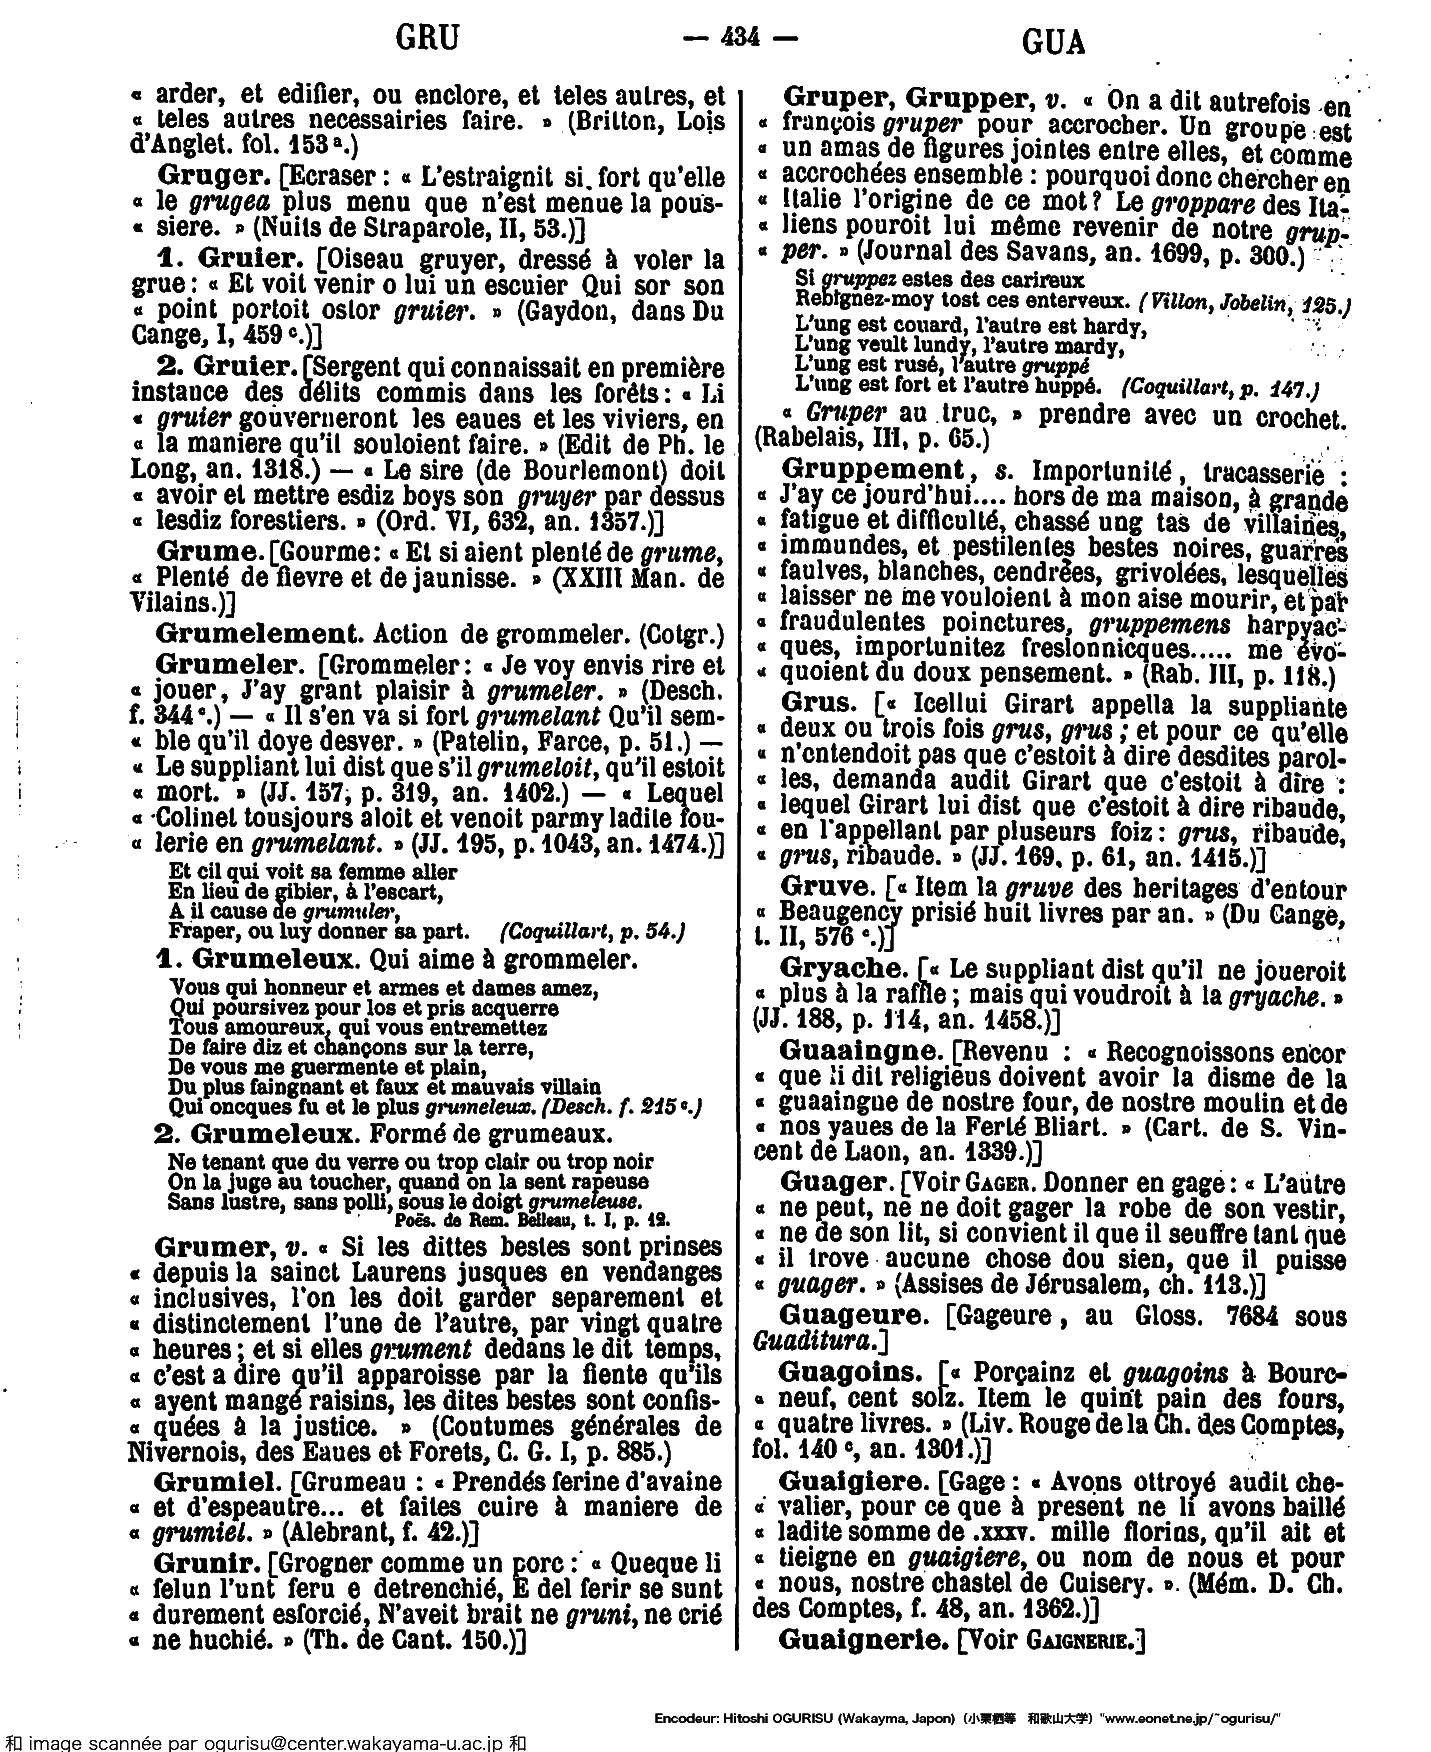 GRU — 434 — GUA
« arder, et edifier, ou enclore, et teles autres, et
« teles autres necessairies faire. » (Britton, Lois
d'Anglet. fol. 153 a.)
Gruger. [Ecraser : « L'estraignit si fort qu'elle
« le grugea plus menu que n'est menue la pous-
« siere. » (Nuits de Straparole, II, 53.)]
1. Gruier. [Oiseau gruyer, dressé à voler la
grue : « Et voit venir o lui un escuier Qui sor son
« point portoit ostor gruier. » (Gaydon, dans Du
Cange, I, 459 c.)]
2. Gruier. [Sergent qui connaissait en première
instance des délits commis dans les forêts : « Li
« gruier gouverneront les eaues et les viviers, en
« la maniere qu'il souloient faire. » (Edit de Ph. le
Long, an. 1318.) — « Le sire (de Bourlemont) doit
« avoir et mettre esdiz boys son gruyer par dessus
« lesdiz forestiers. » (Ord. VI, 632, an. 1357.)]
Grume. [Gourme : « Et si aient plenté de grume,
« Plenté de fievre et de jaunisse. » (XXIII Man. de
Vilains.)]
Grumelement. Action de grommeler. (Cotgr.)
Grumeler. [Grommeler : « Je voy envis rire et
« jouer, J'ay grant plaisir à grumeler. » (Desch.
f. 344 c.) — « Il s'en va si fort grumelant Qu'il sem-
« ble qu'il doye desver. » (Patelin, Farce, p. 51.) —
« Le suppliant lui dist que s'il grumeloit, qu'il estoit
« mort. » (JJ. 157, p. 319, an. 1402.) — « Lequel
« Colinet tousjours aloit et venoit parmy ladite fou-
« lerie en grumelant. » (JJ. 195, p. 1043, an. 1474.)]
Et cil qui voit sa femme aller
En lieu de gibier, à l'escart,
A il cause de grumuler,
Fraper, ou luy donner sa part. (Coquillart, p. 54.)
1. Grumeleux. Qui aime à grommeler.
Vous qui honneur et armes et dames amez,
Qui poursivez pour los et pris acquerre
Tous amoureux, qui vous entremettez
De faire diz et chançons sur la terre,
De vous me guermente et plain,
Du plus faingnant et faux et mauvais villain
Qui oncques fu et le plus grumeleux. (Desch. f. 215 c.)
2. Grumeleux. Formé de grumeaux.
Ne tenant que du verre ou trop clair ou trop noir
On la juge au toucher, quand on la sent rapeuse
Sans lustre, sans polli, sous le doigt grumeleuse.
Poës. de Rem. Belleau, t. I, p. 12.
Grumer, v. « Si les dittes bestes sont prinses
« depuis la sainct Laurens jusques en vendanges
« inclusives, l'on les doit garder separement et
« distinctement l'une de l'autre, par vingt quatre
« heures ; et si elles grument dedans le dit temps,
« c'est a dire qu'il apparoisse par la fiente qu'ils
« ayent mangé raisins, les dites bestes sont confis-
« quées à la justice. » (Coutumes générales de
Nivernois, des Eaues et Forets, C. G. I, p. 885.)
Grumiel. [Grumeau : « Prendés ferine d'avaine
« et d'espeautre... et faites cuire à maniere de
« grumiel. » (Alebrant, f. 42.)]
Grunir. [Grogner comme un porc : « Queque li
« felun l'unt feru e detrenchié, E del ferir se sunt
« durement esforcié, N'aveit brait ne gruni, ne crié
« ne huchié. » (Th. de Cant. 150.)]
Gruper, Grupper, v. « On a dit autrefois en
« françois gruper pour accrocher. Un groupe est
« un amas de figures jointes entre elles, et comme
« accrochées ensemble : pourquoi donc chercher en
« Italie l'origine de ce mot ? Le groppare des Ita-
« liens pouroit lui même revenir de notre grup-
« per. » (Journal des Savans, an. 1699, p. 300.)
Si gruppez estes des carireux
Rebignez-moy tost ces enterveux. (Villon, Jobelin, 125.)
L'ung est couard, l'autre est hardy,
L'ung veult lundy, l'autre mardy,
L'ung est rusé, l'autre gruppé
L'ung est fort et l'autre huppé. (Coquillart, p. 147.)
« Gruper au truc, » prendre avec un crochet.
(Rabelais, III, p. 65.)
Gruppement, s. Importunité, tracasserie :
« J'ay ce jourd'hui.... hors de ma maison, à grande
« fatigue et difficulté, chassé ung tas de villaines,
« immundes, et pestilentes bestes noires, guarres
« faulves, blanches, cendrées, grivolées, lesquelles
« laisser ne me vouloient à mon aise mourir, et par
« fraudulentes poinctures, gruppemens harpyac-
« ques, importunitez freslonnicques..... me évo-
« quoient du doux pensement. » (Rab. III, p. 118.)
Grus. [« Icellui Girart appella la suppliante
« deux ou trois fois grus, grus ; et pour ce qu'elle
« n'entendoit pas que c'estoit à dire desdites parol-
« les, demanda audit Girart que c'estoit à dire :
« lequel Girart lui dist que c'estoit à dire ribaude,
« en l'appellant par pluseurs foiz : grus, ribaude,
« grus, ribaude. » (JJ. 169, p. 61, an. 1415.)]
Gruve. [« Item la gruve des heritages d'entour
« Beaugency prisié huit livres par an. » (Du Cange,
t. II, 576 c.)]
Gryache. [« Le suppliant dist qu'il ne joueroit
« plus à la raffle ; mais qui voudroit à la gryache. »
(JJ. 188, p. 114, an. 1458.)]
Guaaingne. [Revenu : « Recognoissons encor
« que li dit religieus doivent avoir la disme de la
« guaaingue de nostre four, de nostre moulin et de
« nos yaues de la Ferté Bliart. » (Cart. de S. Vin-
cent de Laon, an. 1339.)]
Guager. [Voir GAGER. Donner en gage : « L'autre
« ne peut, ne ne doit gager la robe de son vestir,
« ne de son lit, si convient il que il seuffre tant que
« il trove aucune chose dou sien, que il puisse
« guager. » (Assises de Jérusalem, ch. 113.)]
Guageure. [Gageure, au Gloss. 7684 sous
Guaditura.]
Guagoins. [« Porçainz et guagoins à Bourc-
« neuf, cent solz. Item le quint pain des fours,
« quatre livres. » (Liv. Rouge de la Ch. des Comptes,
fol. 140 c, an. 1301.)]
Guaigiere. [Gage : « Avons ottroyé audit che-
« valier, pour ce que à present ne li avons baillé
« ladite somme de .xxxv. mille florins, qu'il ait et
« tieigne en guaigiere, ou nom de nous et pour
« nous, nostre chastel de Cuisery. » (Mém. D. Ch.
des Comptes, f. 48, an. 1362.)]
Guaignerie. [Voir GAIGNERIE.]
Encodeur: Hitoshi OGURISU (Wakayma, Japon) (小栗栖等 和歌山大学) "www.eonet.ne.jp/~ogurisu/"
和 image scannée par ogurisu@center.wakayama-u.ac.jp 和